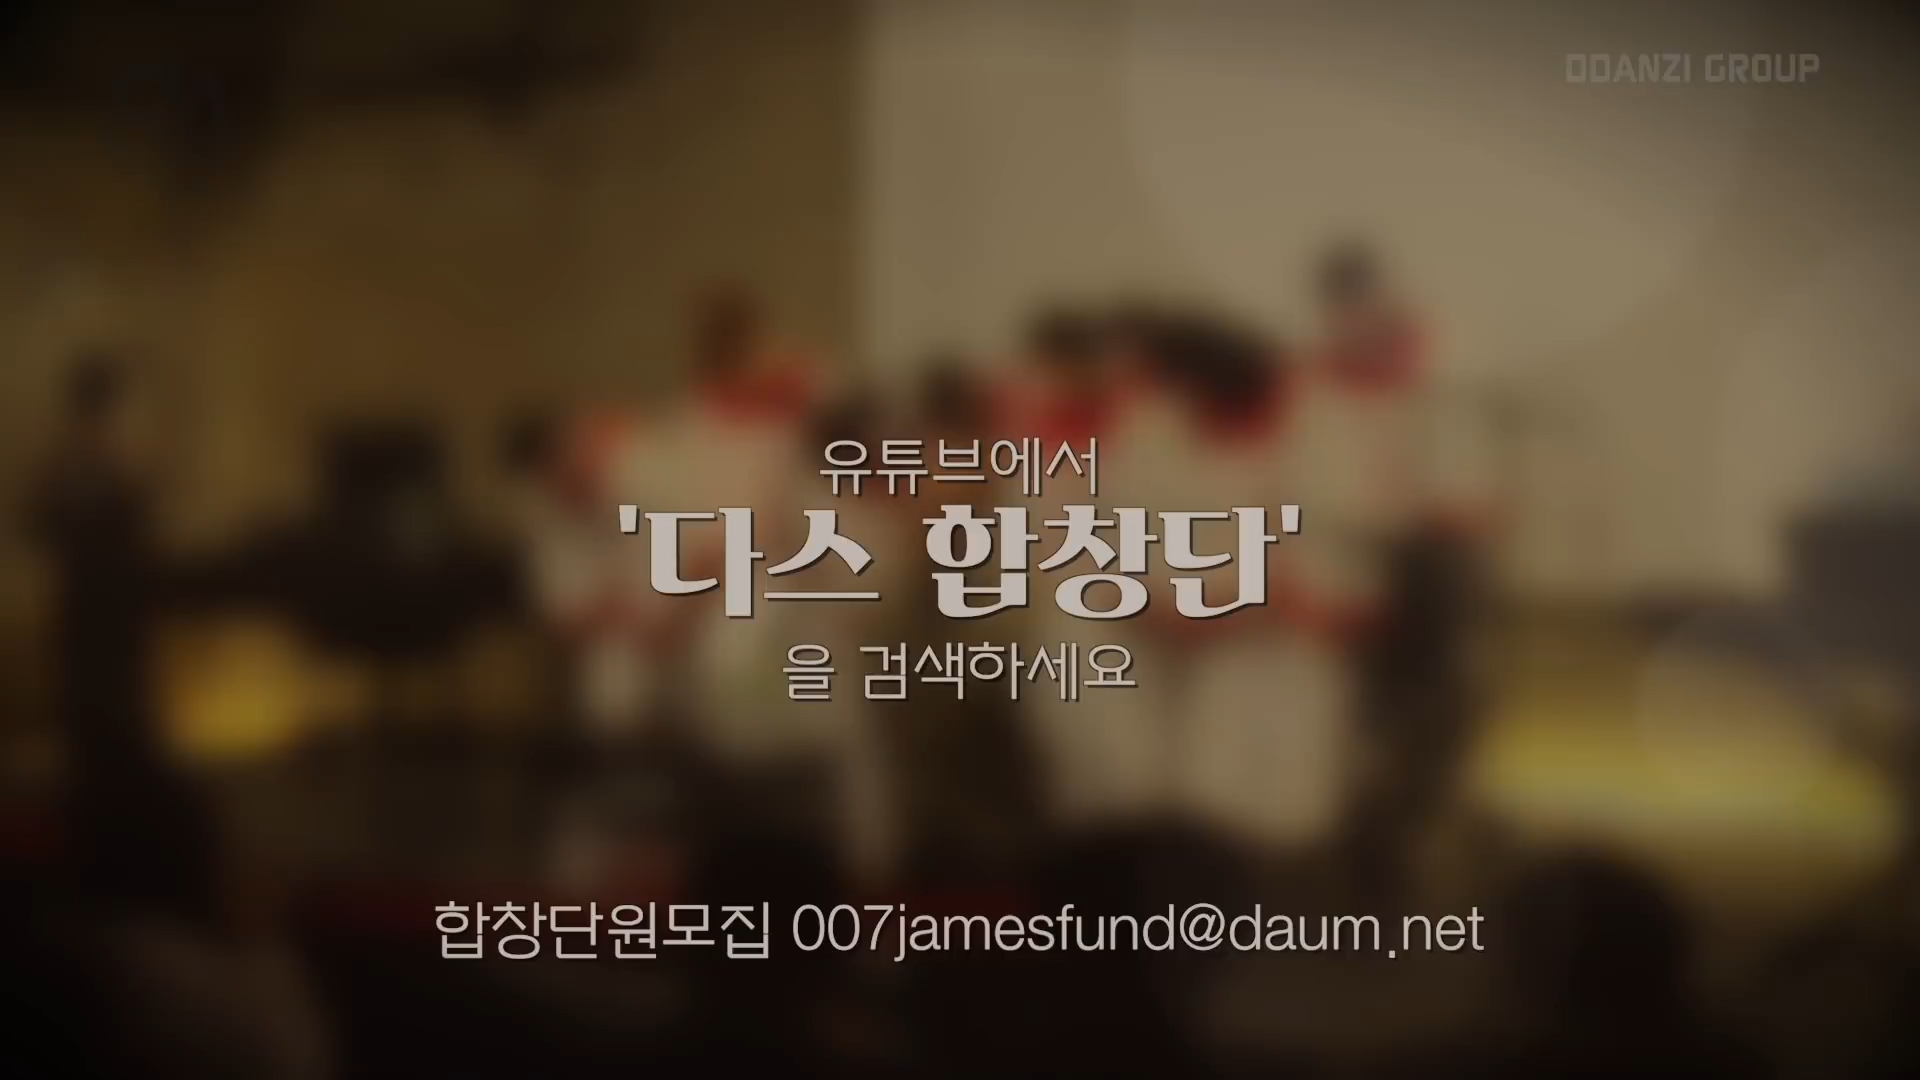 DDANZI GROUP
유튜브에서
'다스 합창단'
을 검색하세요
합창단원모집 007jamesfund@daum.net